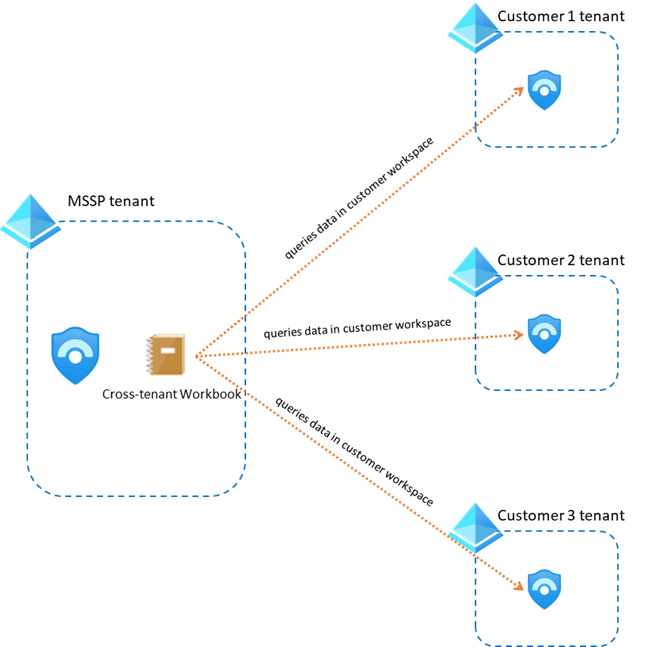 Customer 1 tenant
queries data in customer workspace
MSSP tenant
Customer 2 tenant
queries data in customer workspace
Cross-tenant Workbook
queries data in customer workspace
Customer 3 tenant